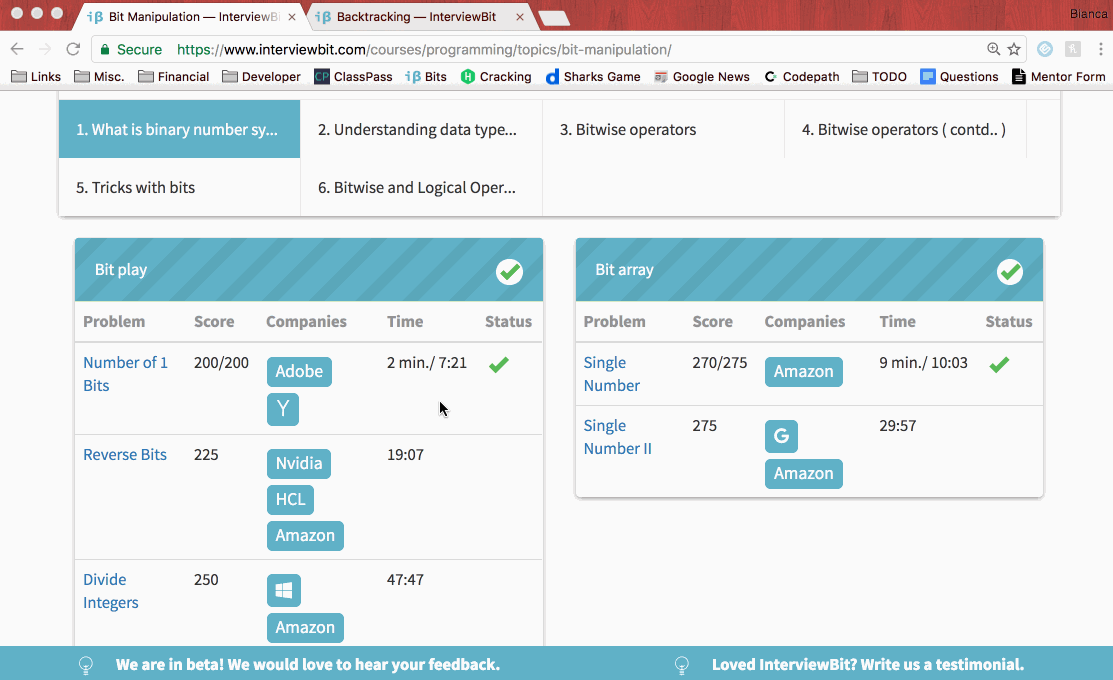 Bit Manipulation — InterviewBi
Backtracking — InterviewBit
Bianca
Secure https://www.interviewbit.com/courses/programming/topics/bit-manipulation/
Links Misc. Financial Developer CP ClassPass iβ Bits H Cracking d Sharks Game Google News C Codepath TODO Questions Mentor Form
1. What is binary number sy...
2. Understanding data type...
3. Bitwise operators
4. Bitwise operators ( contd.. )
5. Tricks with bits
6. Bitwise and Logical Oper...
Bit play
Problem Score Companies Time Status
Number of 1 Bits 200/200 Adobe Y 2 min./ 7:21
Reverse Bits 225 Nvidia HCL Amazon 19:07
Divide Integers 250 Amazon 47:47
Bit array
Problem Score Companies Time Status
Single Number 270/275 Amazon 9 min./ 10:03
Single Number II 275 G Amazon 29:57
We are in beta! We would love to hear your feedback.
Loved InterviewBit? Write us a testimonial.